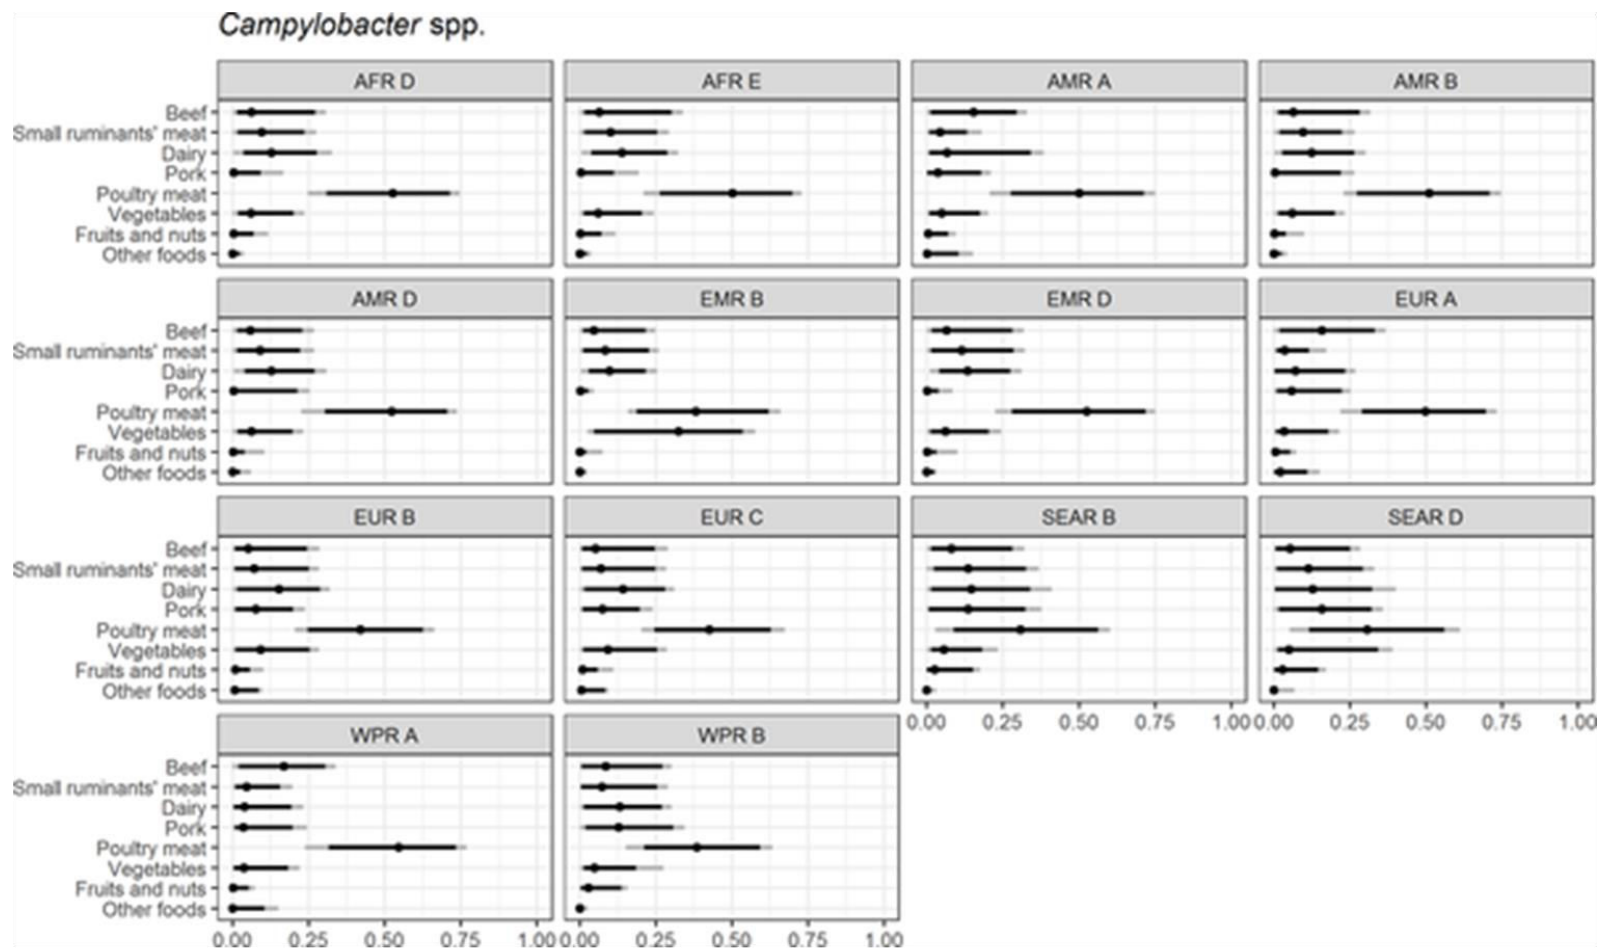 Campylobacter spp.
AFR D AFR E AMR A AMR B
Beef
Small ruminants' meat
Dairy
Pork
Poultry meat
Vegetables
Fruits and nuts
Other foods
AMR D EMR B EMR D EUR A
Beef
Small ruminants' meat
Dairy
Pork
Poultry meat
Vegetables
Fruits and nuts
Other foods
EUR B EUR C SEAR B SEAR D
Beef
Small ruminants' meat
Dairy
Pork
Poultry meat
Vegetables
Fruits and nuts
Other foods
0.00 0.25 0.50 0.75 1.00 0.00 0.25 0.50 0.75 1.00
WPR A WPR B
Beef
Small ruminants' meat
Dairy
Pork
Poultry meat
Vegetables
Fruits and nuts
Other foods
0.00 0.25 0.50 0.75 1.00 0.00 0.25 0.50 0.75 1.00